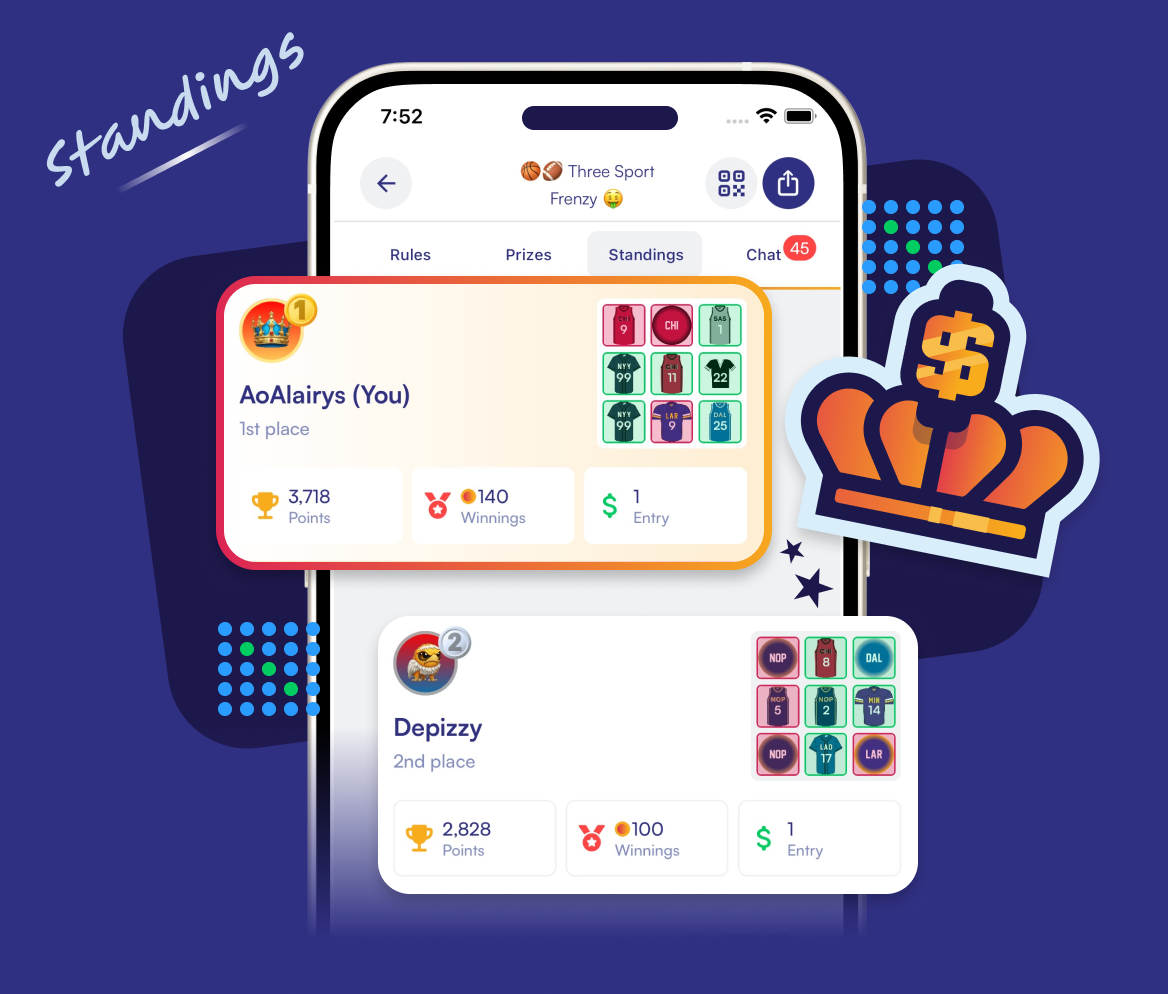 Standings
7:52
🏀🏈 Three Sport
Frenzy 🤑
Rules
Prizes
Standings
Chat 45
1
AoAlairys (You)
1st place
CHI 9
CHI
SAS 1
NYY 99
CHI 11
22
NYY 99
LAR 9
DAL 25
3,718
Points
140
Winnings
1
Entry
$
2
Depizzy
2nd place
NOP
CHI 8
DAL
NOP 5
NOP 2
MIN 14
NOP
LAD 17
LAR
2,828
Points
100
Winnings
1
Entry